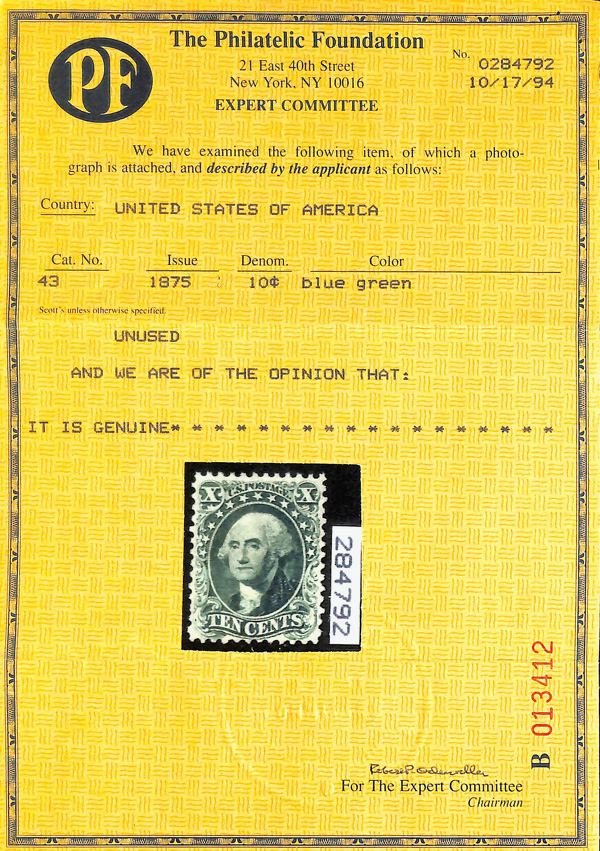 PF
The Philatelic Foundation
21 East 40th Street
New York, NY 10016
EXPERT COMMITTEE
No. 0284792
10/17/94
We have examined the following item, of which a photo-
graph is attached, and described by the applicant as follows:
Country: UNITED STATES OF AMERICA
Cat. No. Issue Denom. Color
43 1875 10¢ blue green
Scott's unless otherwise specified.
UNUSED
AND WE ARE OF THE OPINION THAT:
IT IS GENUINE* * * * * * * * * * * * * * * * * *
X U.S. POSTAGE X
TEN CENTS
284792
B 013412
For The Expert Committee
Chairman